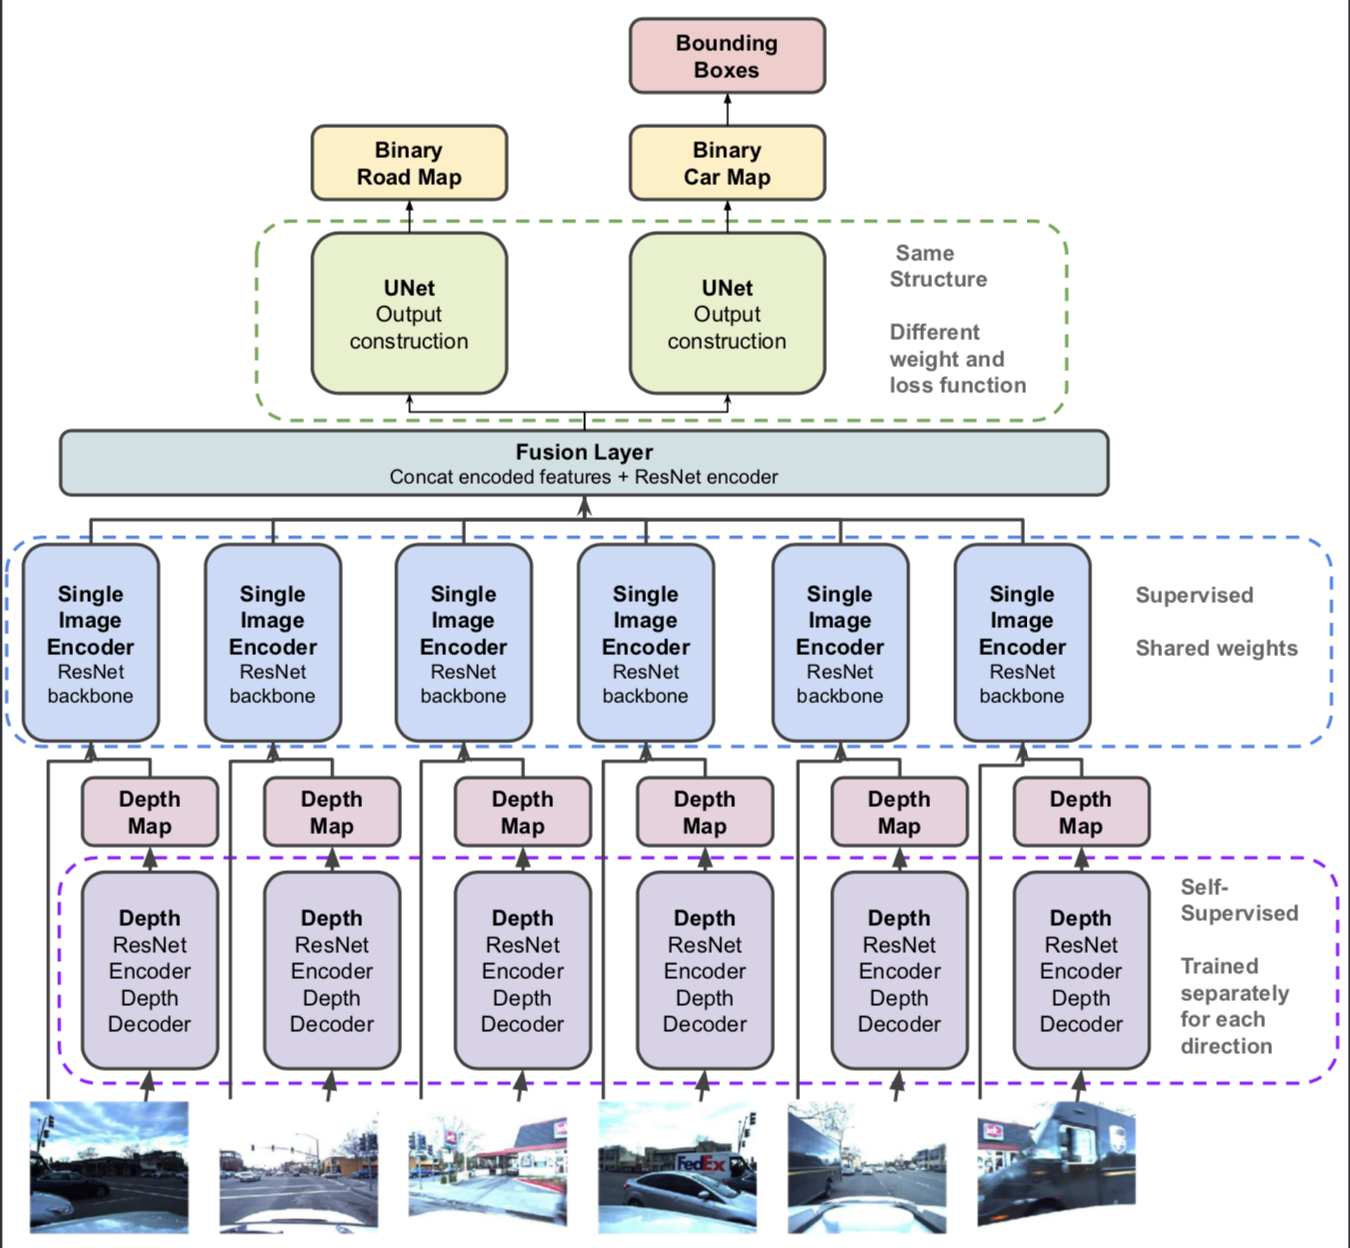 Bounding
Boxes
Binary
Road Map
Binary
Car Map
UNet
Output
construction
UNet
Output
construction
Same
Structure
Different
weight and
loss function
Fusion Layer
Concat encoded features + ResNet encoder
Single
Image
Encoder
ResNet
backbone
Single
Image
Encoder
ResNet
backbone
Single
Image
Encoder
ResNet
backbone
Single
Image
Encoder
ResNet
backbone
Single
Image
Encoder
ResNet
backbone
Single
Image
Encoder
ResNet
backbone
Supervised
Shared weights
Depth
Map
Depth
Map
Depth
Map
Depth
Map
Depth
Map
Depth
Map
Depth
ResNet
Encoder
Depth
Decoder
Depth
ResNet
Encoder
Depth
Decoder
Depth
ResNet
Encoder
Depth
Decoder
Depth
ResNet
Encoder
Depth
Decoder
Depth
ResNet
Encoder
Depth
Decoder
Depth
ResNet
Encoder
Depth
Decoder
Self-
Supervised
Trained
separately
for each
direction
FedEx